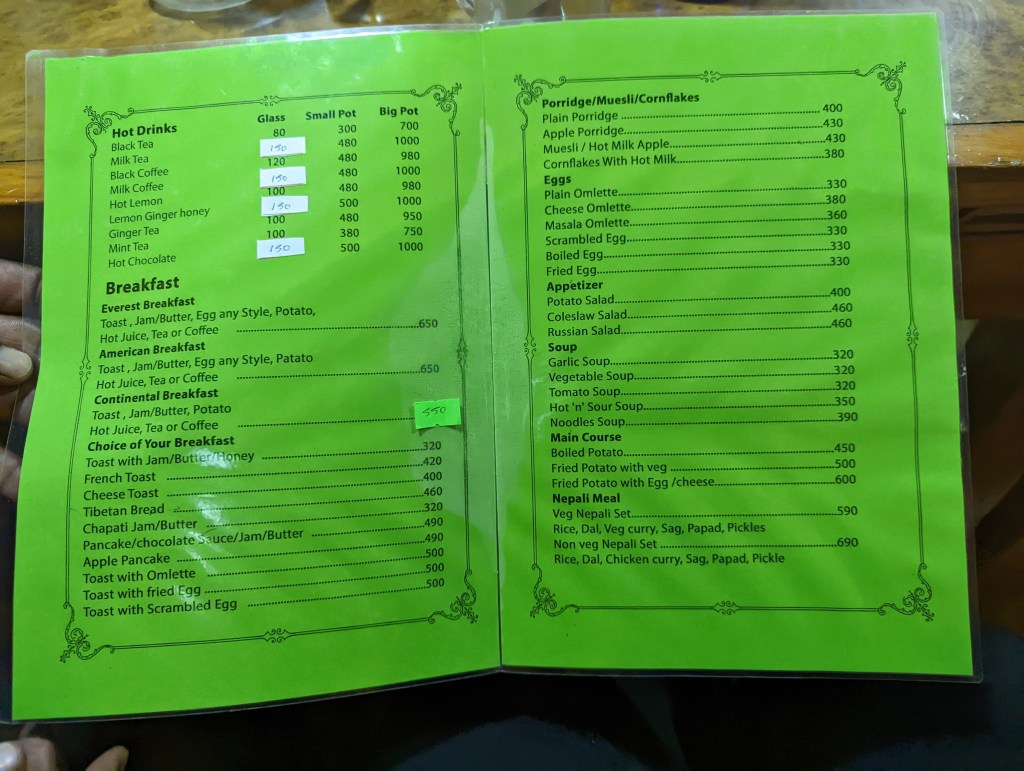 Hot Drinks Glass Small Pot Big Pot
Black Tea 80 300 700
Milk Tea 150 480 1000
Black Coffee 120 480 980
Milk Coffee 150 480 1000
Hot Lemon 100 480 980
Lemon Ginger honey 150 500 1000
Ginger Tea 100 480 950
Mint Tea 100 380 750
Hot Chocolate 150 500 1000
Breakfast
Everest Breakfast
Toast , Jam/Butter, Egg any Style, Potato,
Hot Juice, Tea or Coffee ........650
American Breakfast
Toast , Jam/Butter, Egg any Style, Patato
Hot Juice, Tea or Coffee ........650
Continental Breakfast
Toast , Jam/Butter, Potato
Hot Juice, Tea or Coffee ........550
Choice of Your Breakfast
Toast with Jam/Butter/Honey ........320
French Toast ........420
Cheese Toast ........400
Tibetan Bread ........460
Chapati Jam/Butter ........320
Pancake/chocolate Sauce/Jam/Butter ........490
Apple Pancake ........490
Toast with Omlette ........500
Toast with fried Egg ........500
Toast with Scrambled Egg ........500
Porridge/Muesli/Cornflakes
Plain Porridge ........400
Apple Porridge........430
Muesli / Hot Milk Apple........430
Cornflakes With Hot Milk........380
Eggs
Plain Omlette........330
Cheese Omlette........380
Masala Omlette........360
Scrambled Egg........330
Boiled Egg........330
Fried Egg........330
Appetizer
Potato Salad........400
Coleslaw Salad........460
Russian Salad........460
Soup
Garlic Soup........320
Vegetable Soup........320
Tomato Soup........320
Hot 'n' Sour Soup........350
Noodles Soup........390
Main Course
Boiled Potato........450
Fried Potato with veg ........500
Fried Potato with Egg /cheese........600
Nepali Meal
Veg Nepali Set........590
Rice, Dal, Veg curry, Sag, Papad, Pickles
Non veg Nepali Set ........690
Rice, Dal, Chicken curry, Sag, Papad, Pickle